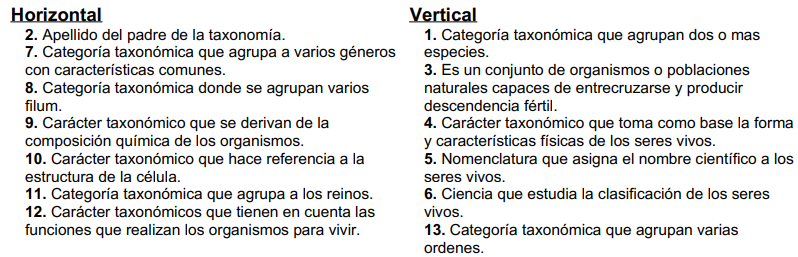 Horizontal
2. Apellido del padre de la taxonomía.
7. Categoría taxonómica que agrupa a varios géneros
con características comunes.
8. Categoría taxonómica donde se agrupan varios
filum.
9. Carácter taxonómico que se derivan de la
composición química de los organismos.
10. Carácter taxonómico que hace referencia a la
estructura de la célula.
11. Categoría taxonómica que agrupa a los reinos.
12. Carácter taxonómicos que tienen en cuenta las
funciones que realizan los organismos para vivir.
Vertical
1. Categoría taxonómica que agrupan dos o mas
especies.
3. Es un conjunto de organismos o poblaciones
naturales capaces de entrecruzarse y producir
descendencia fértil.
4. Carácter taxonómico que toma como base la forma
y características físicas de los seres vivos.
5. Nomenclatura que asigna el nombre científico a los
seres vivos.
6. Ciencia que estudia la clasificación de los seres
vivos.
13. Categoría taxonómica que agrupan varias
ordenes.